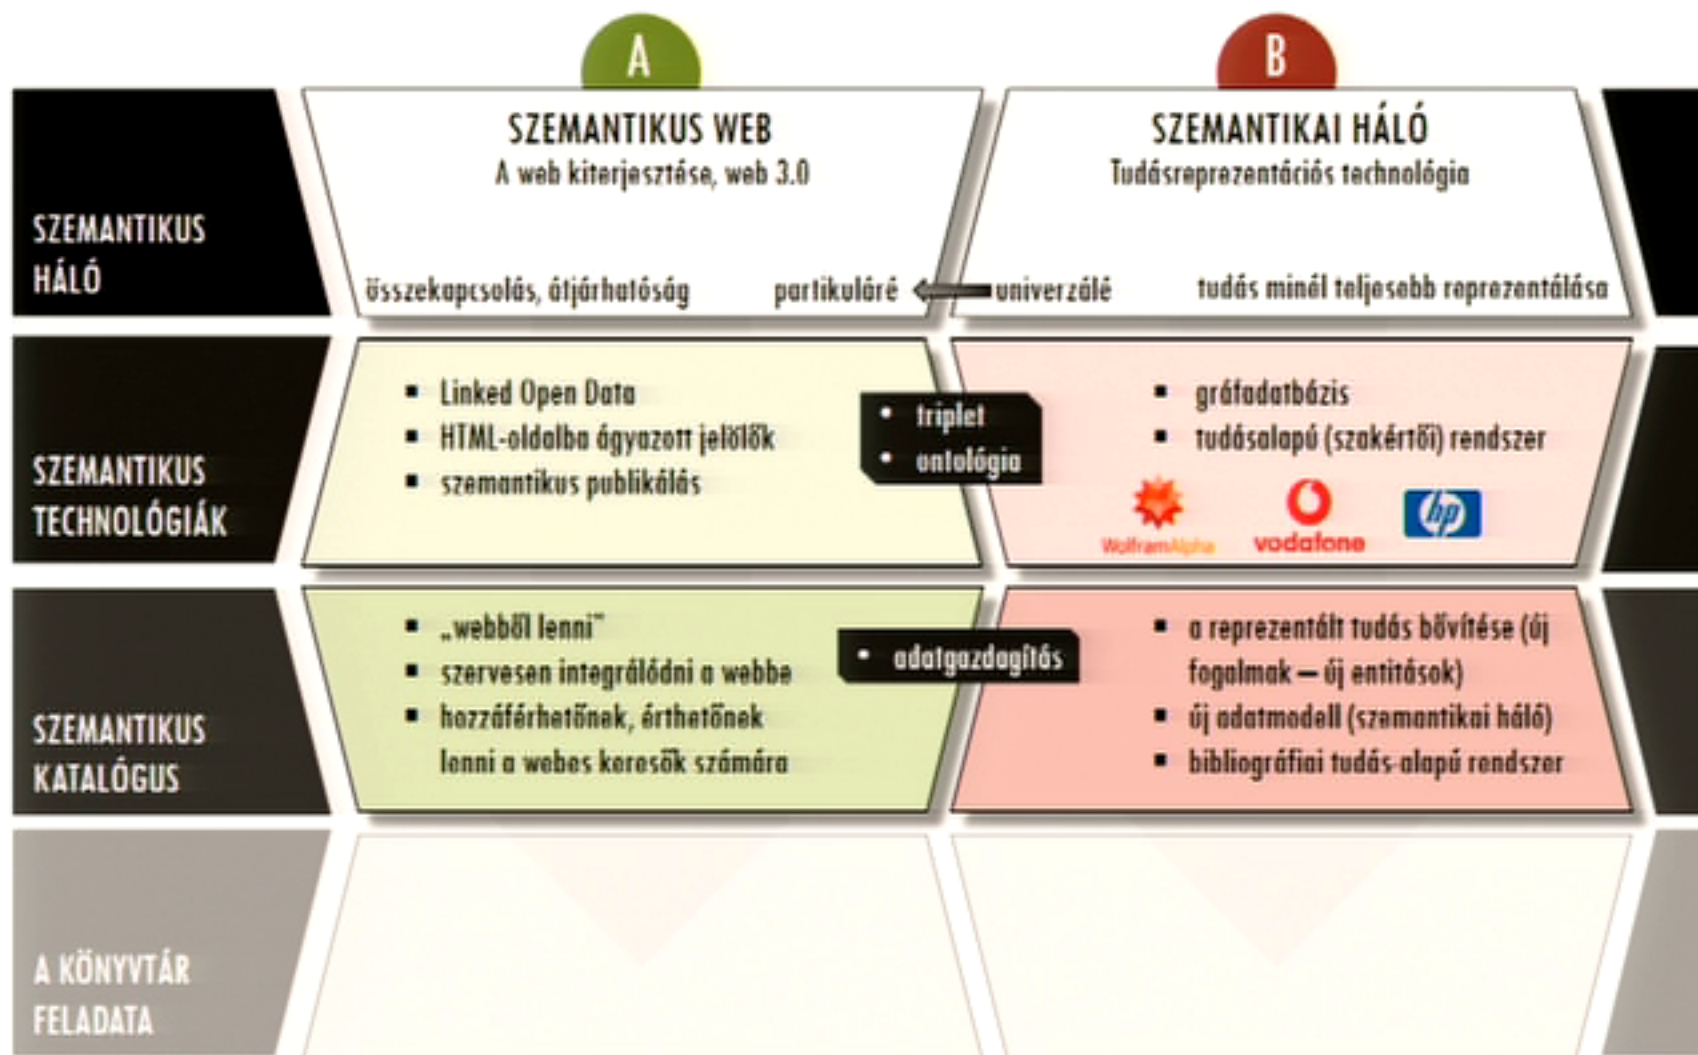 A
B
SZEMANTIKUS
HÁLÓ
SZEMANTIKUS WEB
A web kiterjesztése, web 3.0
összekapcsolás, átjárhatóság
partikuláré
SZEMANTIKAI HÁLÓ
Tudásreprezentációs technológia
univerzálé
tudás minél teljesebb reprezentálása
SZEMANTIKUS
TECHNOLÓGIÁK
▪ Linked Open Data
▪ HTML-oldalba ágyazott jelölők
▪ szemantikus publikálás
• triplet
• ontológia
▪ gráfadatbázis
▪ tudásalapú (szakértői) rendszer
WolframAlpha
vodafone
hp
SZEMANTIKUS
KATALÓGUS
▪ „webből lenni”
▪ szervesen integrálódni a webbe
▪ hozzáférhetőnek, érthetőnek
lenni a webes keresők számára
• adatgazdagítás
▪ a reprezentált tudás bővítése (új
fogalmak – új entitások)
▪ új adatmodell (szemantikai háló)
▪ bibliográfiai tudás-alapú rendszer
A KÖNYVTÁR
FELADATA